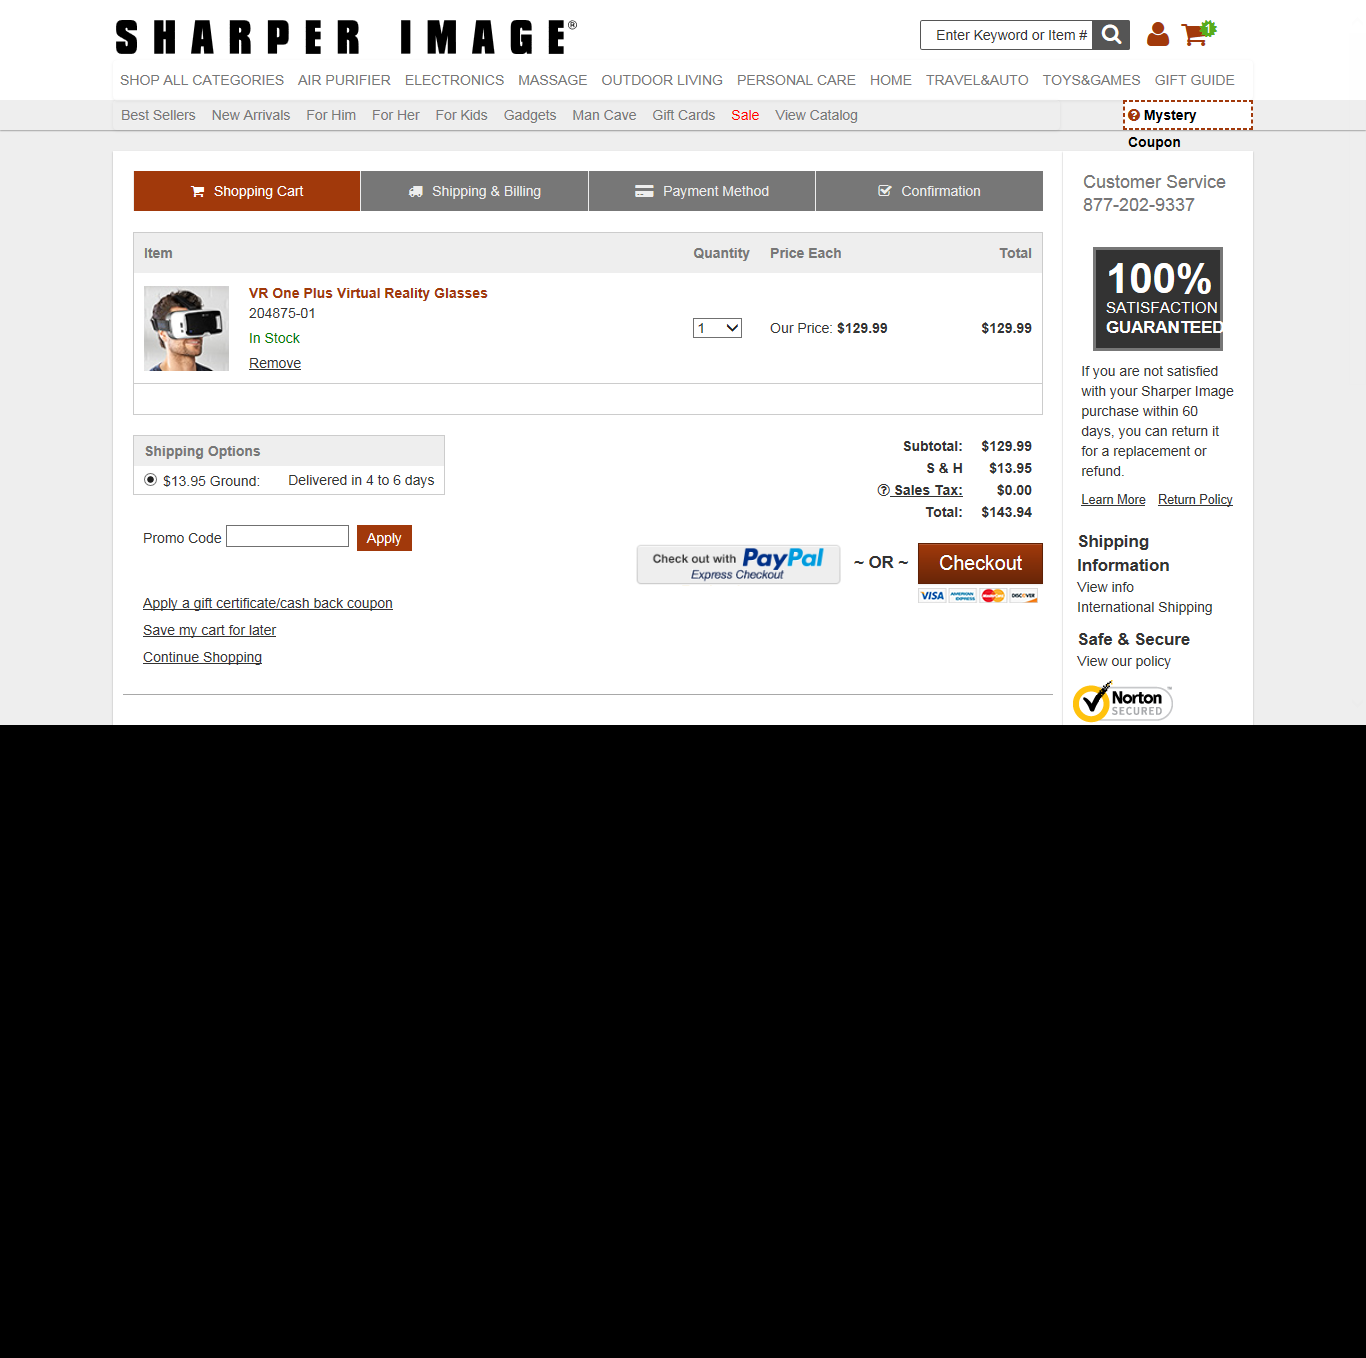 SHARPER IMAGE®
Enter Keyword or Item #
1
SHOP ALL CATEGORIES AIR PURIFIER ELECTRONICS MASSAGE OUTDOOR LIVING PERSONAL CARE HOME TRAVEL&AUTO TOYS&GAMES GIFT GUIDE
Best Sellers New Arrivals For Him For Her For Kids Gadgets Man Cave Gift Cards Sale View Catalog
Mystery
Coupon
Shopping Cart Shipping & Billing Payment Method Confirmation
Item Quantity Price Each Total
VR One Plus Virtual Reality Glasses
204875-01
In Stock
Remove
1 Our Price: $129.99 $129.99
Shipping Options
$13.95 Ground: Delivered in 4 to 6 days
Promo Code Apply
Apply a gift certificate/cash back coupon
Save my cart for later
Continue Shopping
Subtotal: $129.99
S & H $13.95
Sales Tax: $0.00
Total: $143.94
Check out with PayPal
Express Checkout
~ OR ~
Checkout
VISA AMERICAN EXPRESS MasterCard DISCOVER
Customer Service
877-202-9337
100%
SATISFACTION
GUARANTEED
If you are not satisfied
with your Sharper Image
purchase within 60
days, you can return it
for a replacement or
refund.
Learn More Return Policy
Shipping
Information
View info
International Shipping
Safe & Secure
View our policy
Norton
SECURED